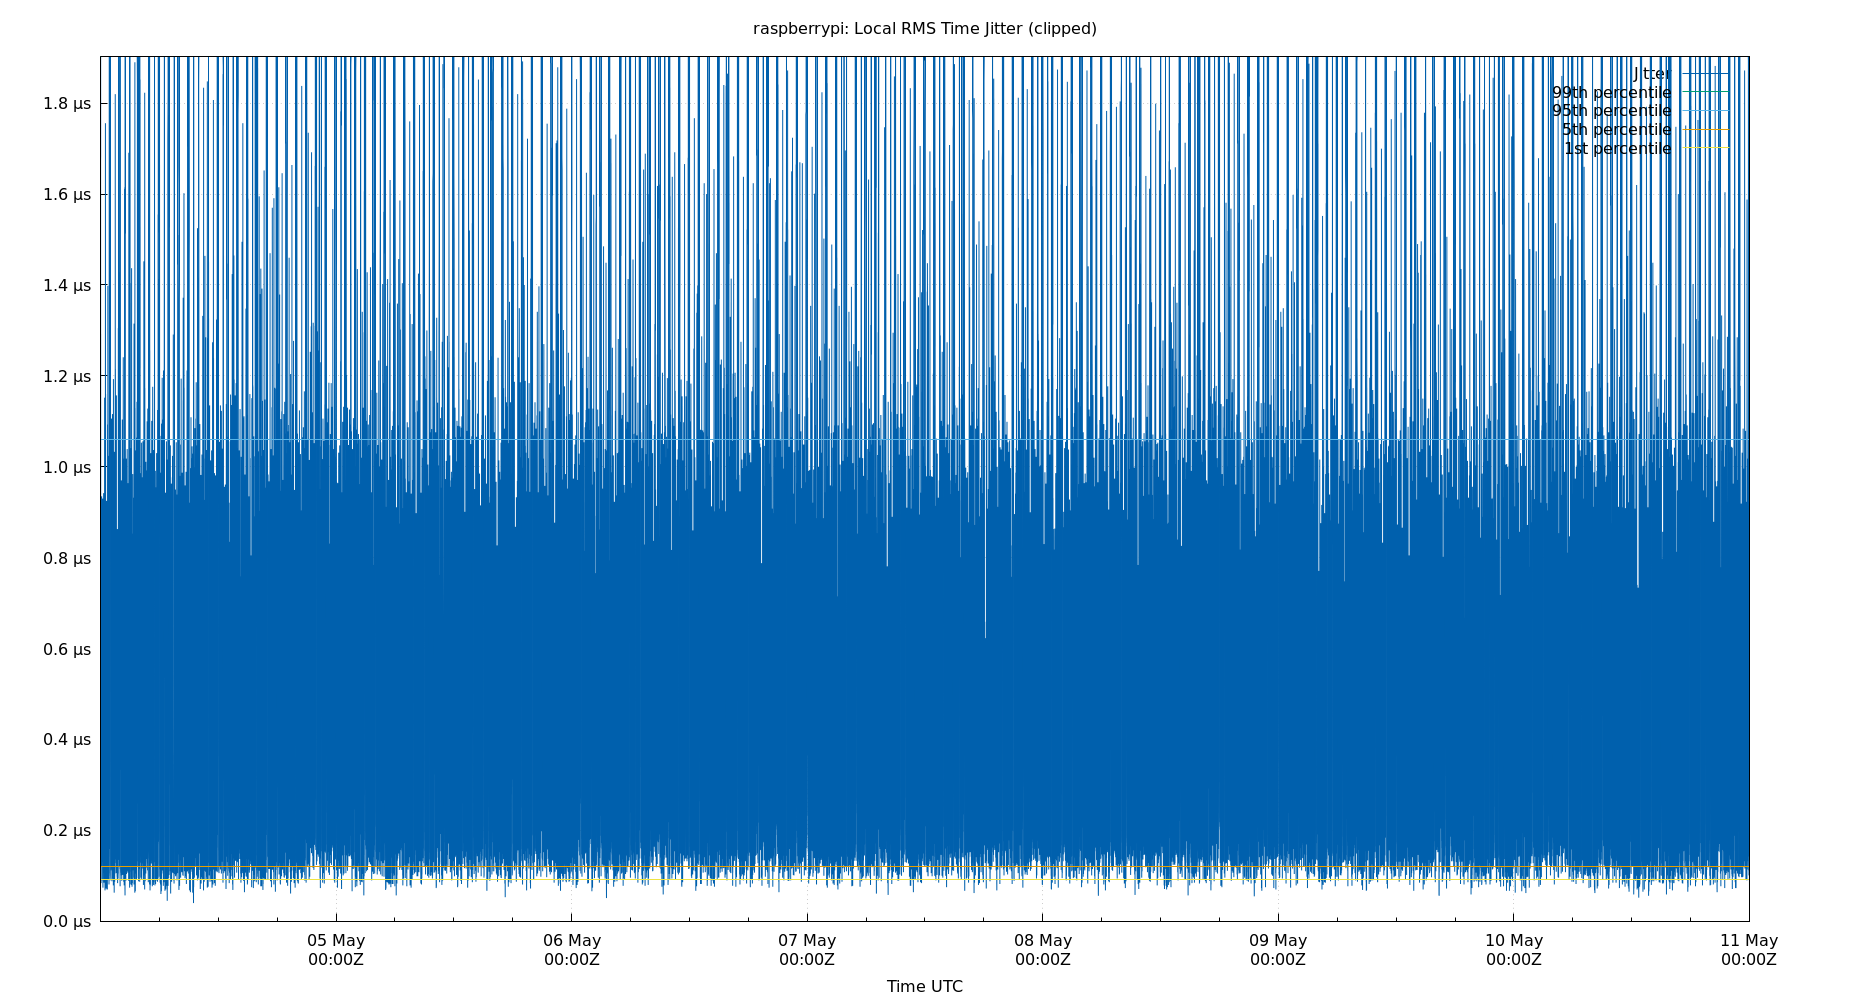 raspberrypi: Local RMS Time Jitter (clipped)
1.8 μs
1.6 μs
1.4 μs
1.2 μs
1.0 μs
0.8 μs
0.6 μs
0.4 μs
0.2 μs
0.0 μs
Jitter
99th percentile
95th percentile
5th percentile
1st percentile
05 May
00:00Z
06 May
00:00Z
07 May
00:00Z
08 May
00:00Z
09 May
00:00Z
10 May
00:00Z
11 May
00:00Z
Time UTC